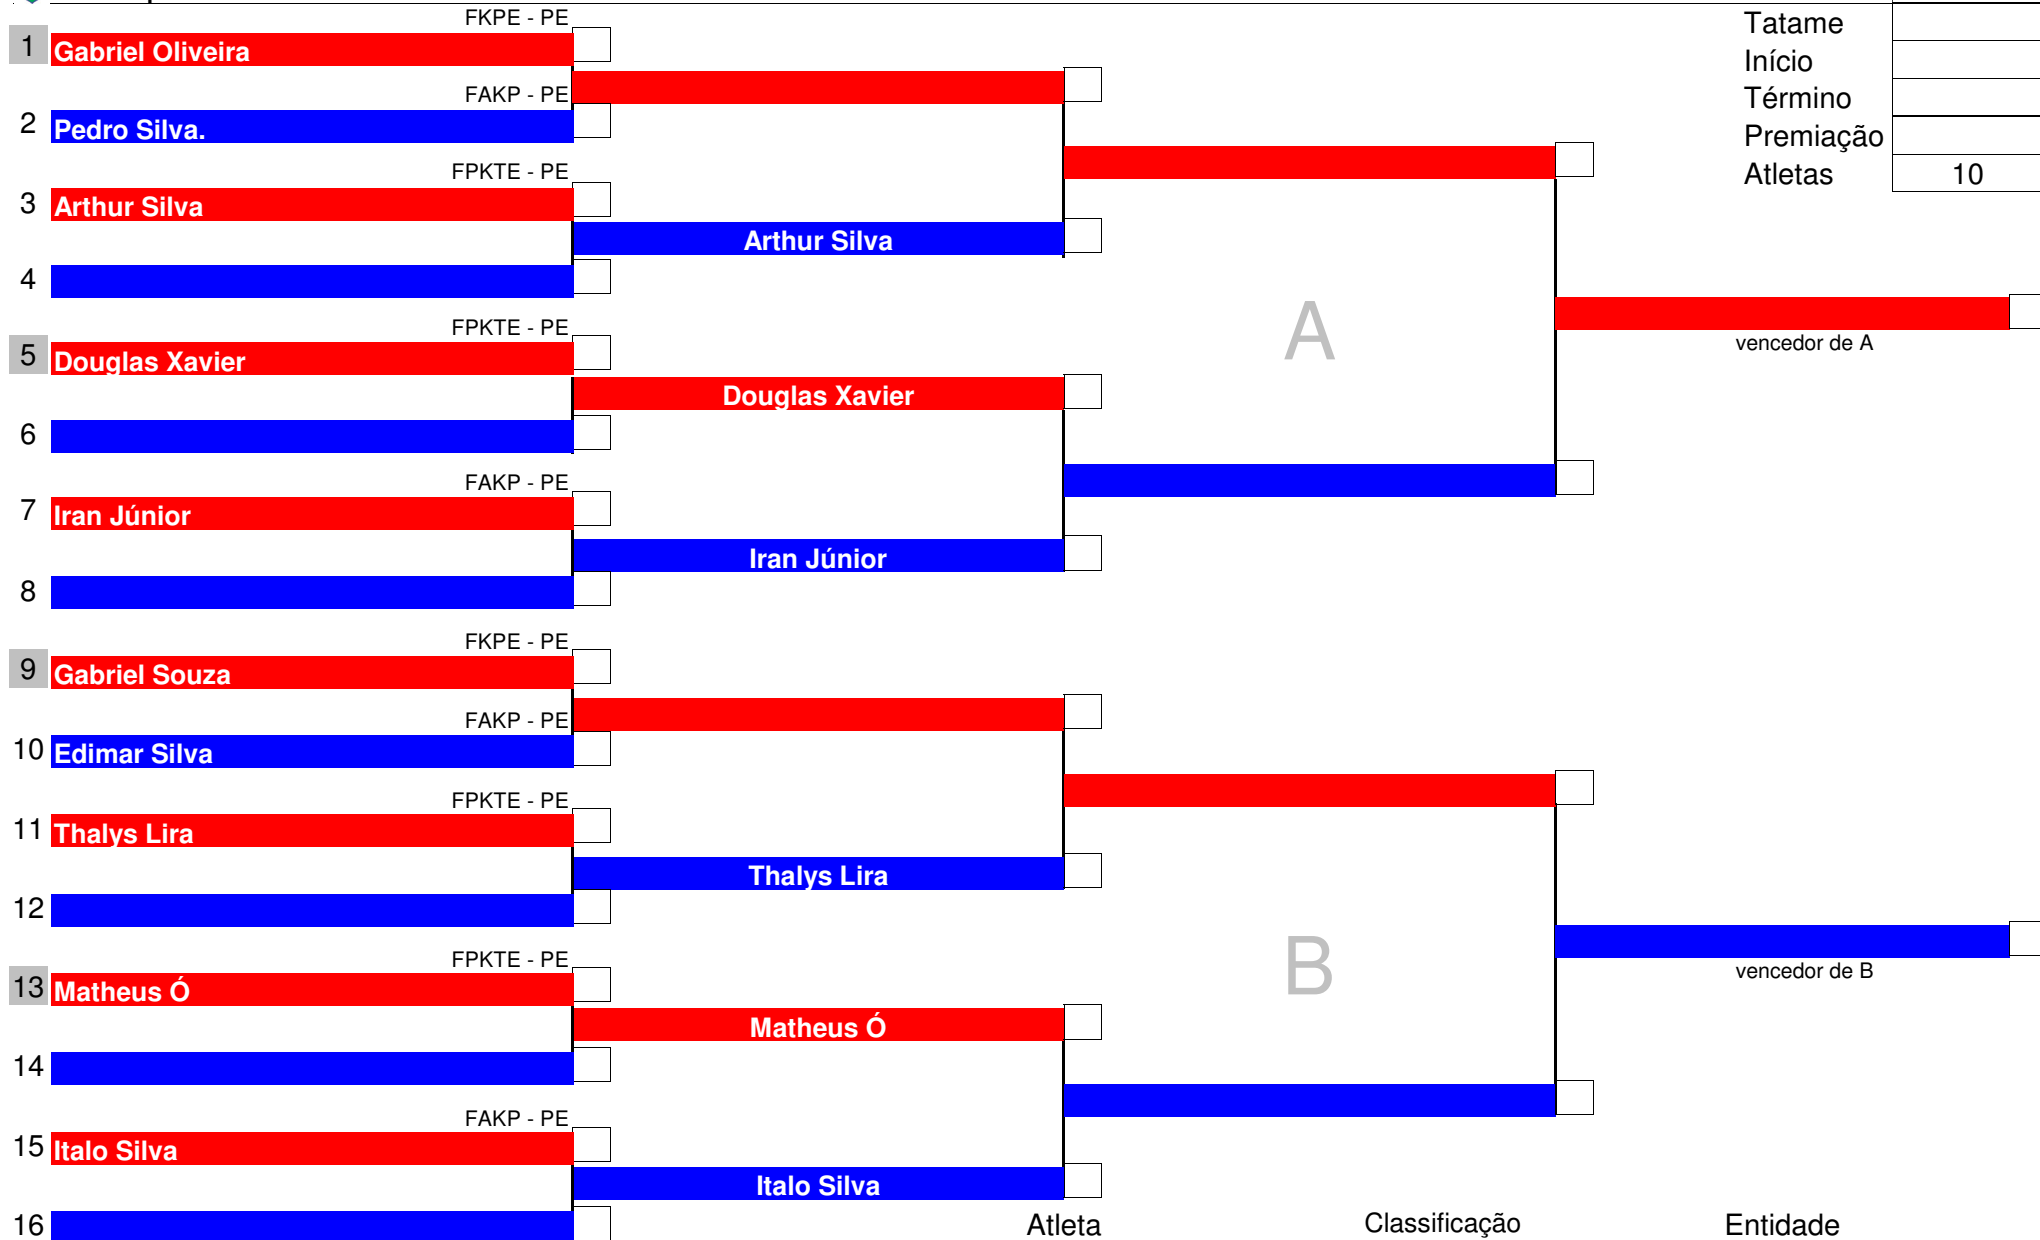 FKPE - PE
1 Gabriel Oliveira
FAKP - PE
2 Pedro Silva.
FPKTE - PE
3 Arthur Silva
Arthur Silva
4
FPKTE - PE
5 Douglas Xavier
Douglas Xavier
6
FAKP - PE
7 Iran Júnior
Iran Júnior
8
FKPE - PE
9 Gabriel Souza
FAKP - PE
10 Edimar Silva
FPKTE - PE
11 Thalys Lira
Thalys Lira
12
FPKTE - PE
13 Matheus Ó
Matheus Ó
14
FAKP - PE
15 Italo Silva
Italo Silva
16
A
B
Tatame
Início
Término
Premiação
Atletas 10
vencedor de A
vencedor de B
Atleta Classificação Entidade